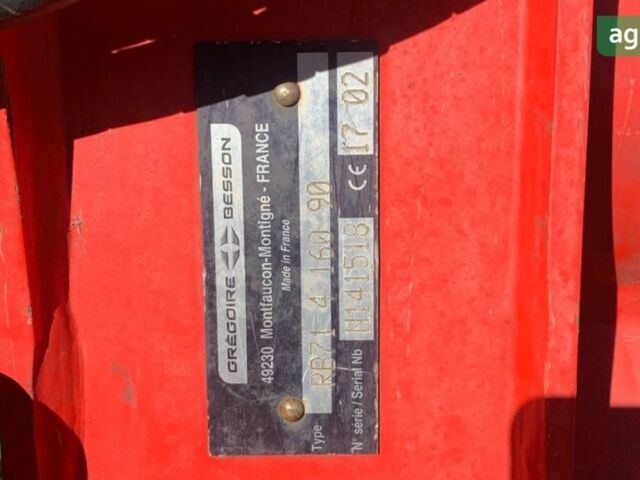 GRÉGOIRE BESSON
49230 Montfaucon-Montigné - FRANCE
Made in France
Type RB71 4 160 90
N° série / Serial Nb N141518 CE 17 02
ag